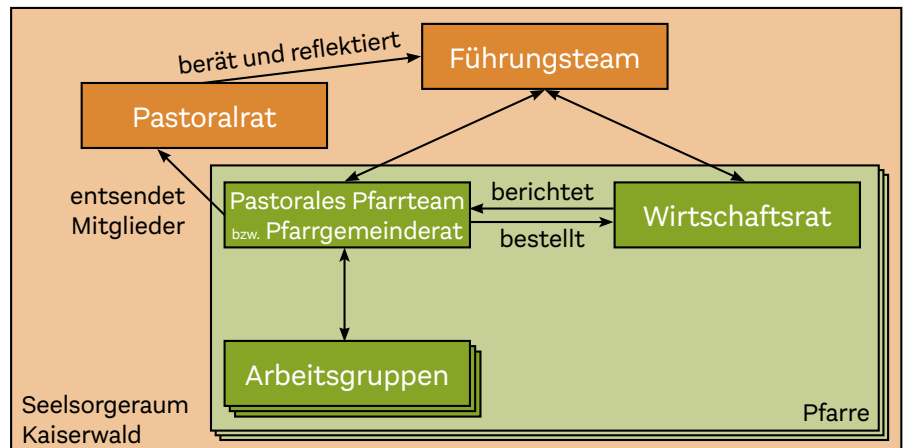 berät und reflektiert
Führungsteam
Pastoralrat
entsendet
Mitglieder
Pastorales Pfarrteam
bzw. Pfarrgemeinderat
berichtet
bestellt
Wirtschaftsrat
Arbeitsgruppen
Seelsorgeraum
Kaiserwald
Pfarre